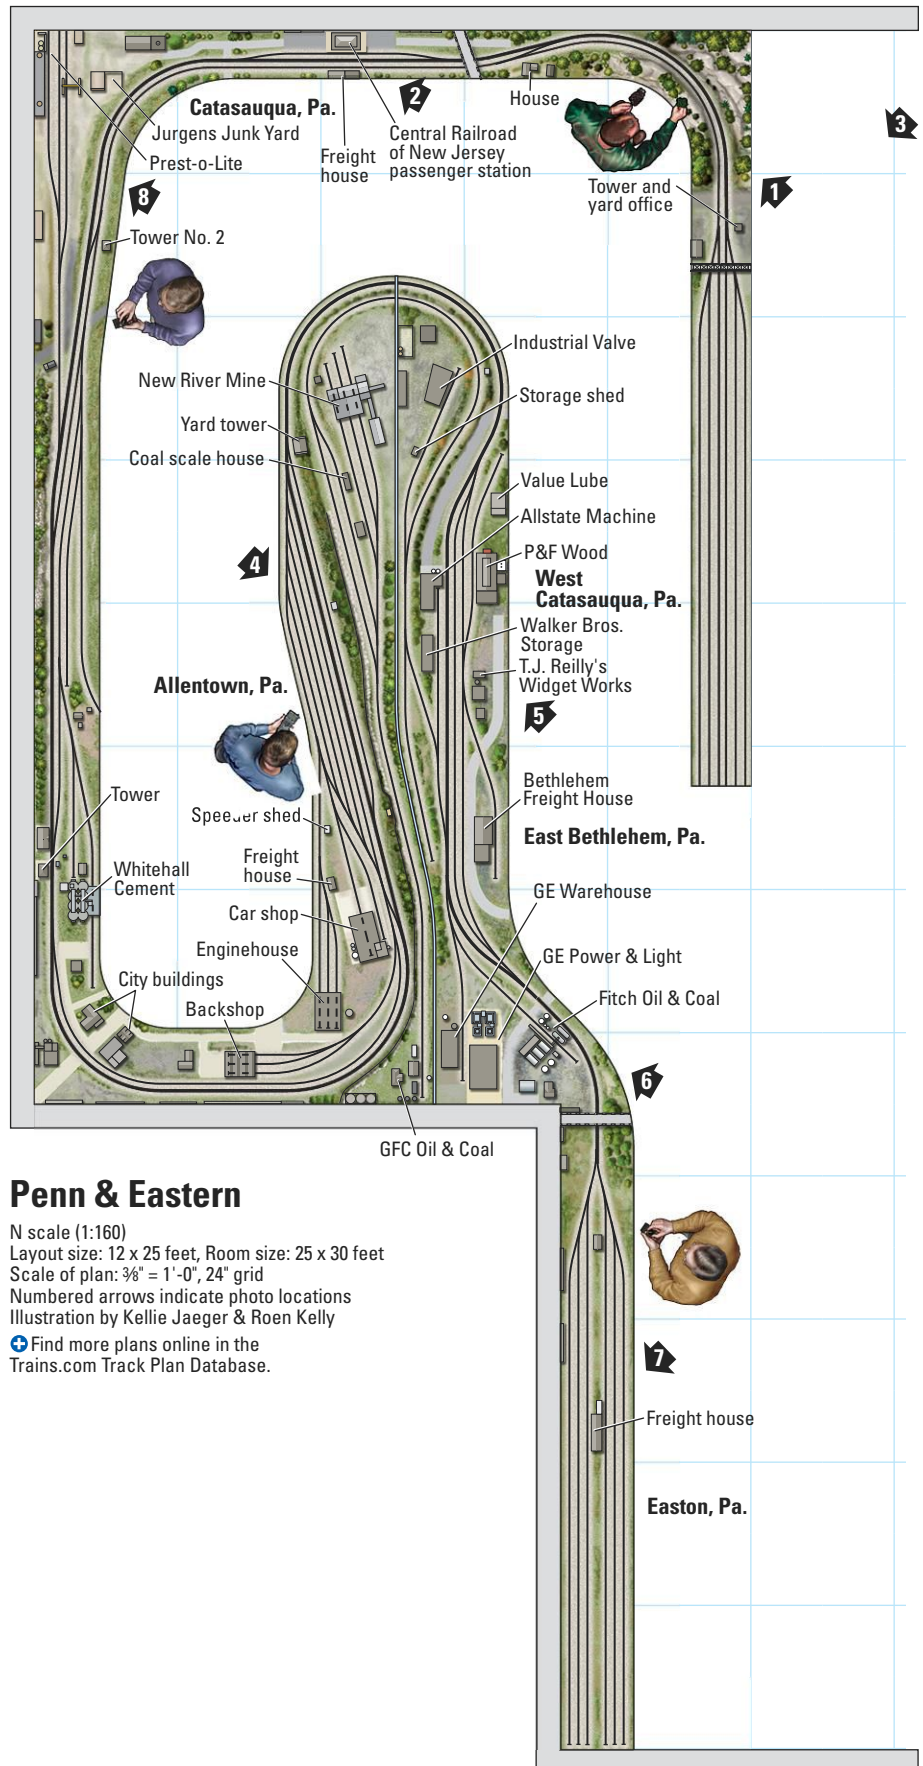 2
3
Catasauqua, Pa.
House
Jurgens Junk Yard
Prest-o-Lite
Freight
house
Central Railroad
of New Jersey
passenger station
Tower and
yard office
1
8
Tower No. 2
Industrial Valve
New River Mine
Storage shed
Yard tower
Coal scale house
Value Lube
Allstate Machine
P&F Wood
4
West
Catasauqua, Pa.
Walker Bros.
Storage
T.J. Reilly's
Widget Works
Allentown, Pa.
5
Bethlehem
Freight House
Tower
Speeder shed
East Bethlehem, Pa.
Freight
house
Whitehall
Cement
GE Warehouse
Car shop
Enginehouse
GE Power & Light
City buildings
Fitch Oil & Coal
Backshop
6
GFC Oil & Coal
Penn & Eastern
N scale (1:160)
Layout size: 12 x 25 feet, Room size: 25 x 30 feet
Scale of plan: ⅜" = 1'-0", 24" grid
Numbered arrows indicate photo locations
Illustration by Kellie Jaeger & Roen Kelly
Find more plans online in the
Trains.com Track Plan Database.
7
Freight house
Easton, Pa.